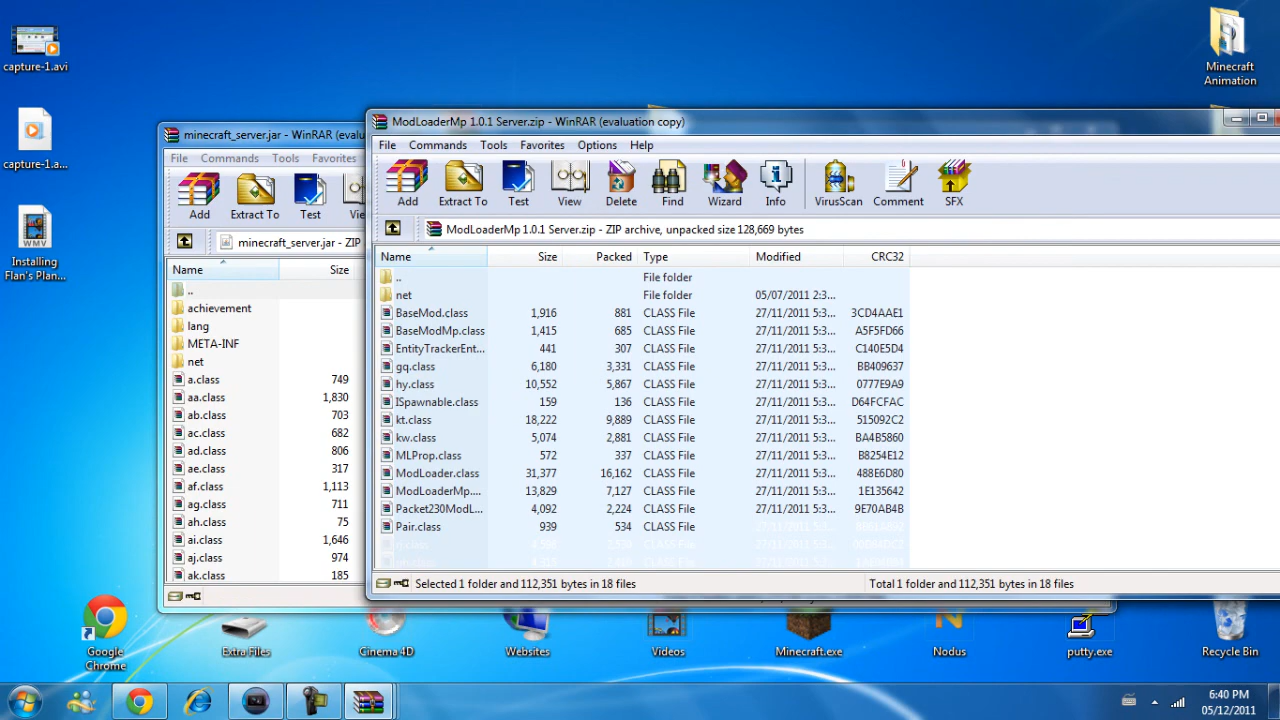 capture-1.avi
capture-1.a...
WMV
Installing
Flan's Plan...
Minecraft
Animation
minecraft_server.jar - WinRAR (evalu
File Commands Tools Favorites
Add Extract To Test Vie
minecraft_server.jar - ZIP
Name Size
..
achievement
lang
META-INF
net
a.class 749
aa.class 1,830
ab.class 703
ac.class 682
ad.class 806
ae.class 317
af.class 1,113
ag.class 711
ah.class 75
ai.class 1,646
aj.class 974
ak.class 185
ModLoaderMp 1.0.1 Server.zip - WinRAR (evaluation copy)
File Commands Tools Favorites Options Help
Add Extract To Test View Delete Find Wizard Info VirusScan Comment SFX
ModLoaderMp 1.0.1 Server.zip - ZIP archive, unpacked size 128,669 bytes
Name Size Packed Type Modified CRC32
.. File folder
net File folder 05/07/2011 2:3...
BaseMod.class 1,916 881 CLASS File 27/11/2011 5:3... 3CD4AAE1
BaseModMp.class 1,415 685 CLASS File 27/11/2011 5:3... A5F5FD66
EntityTrackerEnt... 441 307 CLASS File 27/11/2011 5:3... C140E5D4
gq.class 6,180 3,331 CLASS File 27/11/2011 5:3... BB409637
hy.class 10,552 5,867 CLASS File 27/11/2011 5:3... 0777E9A9
ISpawnable.class 159 136 CLASS File 27/11/2011 5:3... D64FCFAC
kt.class 18,222 9,889 CLASS File 27/11/2011 5:3... 515092C2
kw.class 5,074 2,881 CLASS File 27/11/2011 5:3... BA4B5860
MLProp.class 572 337 CLASS File 27/11/2011 5:3... B8254E12
ModLoader.class 31,377 16,162 CLASS File 27/11/2011 5:3... 488E6D80
ModLoaderMp.... 13,829 7,127 CLASS File 27/11/2011 5:3... 1E135642
Packet230ModL... 4,092 2,224 CLASS File 27/11/2011 5:3... 9E70AB4B
Pair.class 939 534 CLASS File 27/11/2011 5:3...
Selected 1 folder and 112,351 bytes in 18 files Total 1 folder and 112,351 bytes in 18 files
Google
Chrome
Extra Files
Cinema 4D
Websites
Videos
Minecraft.exe
Nodus
putty.exe
Recycle Bin
6:40 PM
05/12/2011